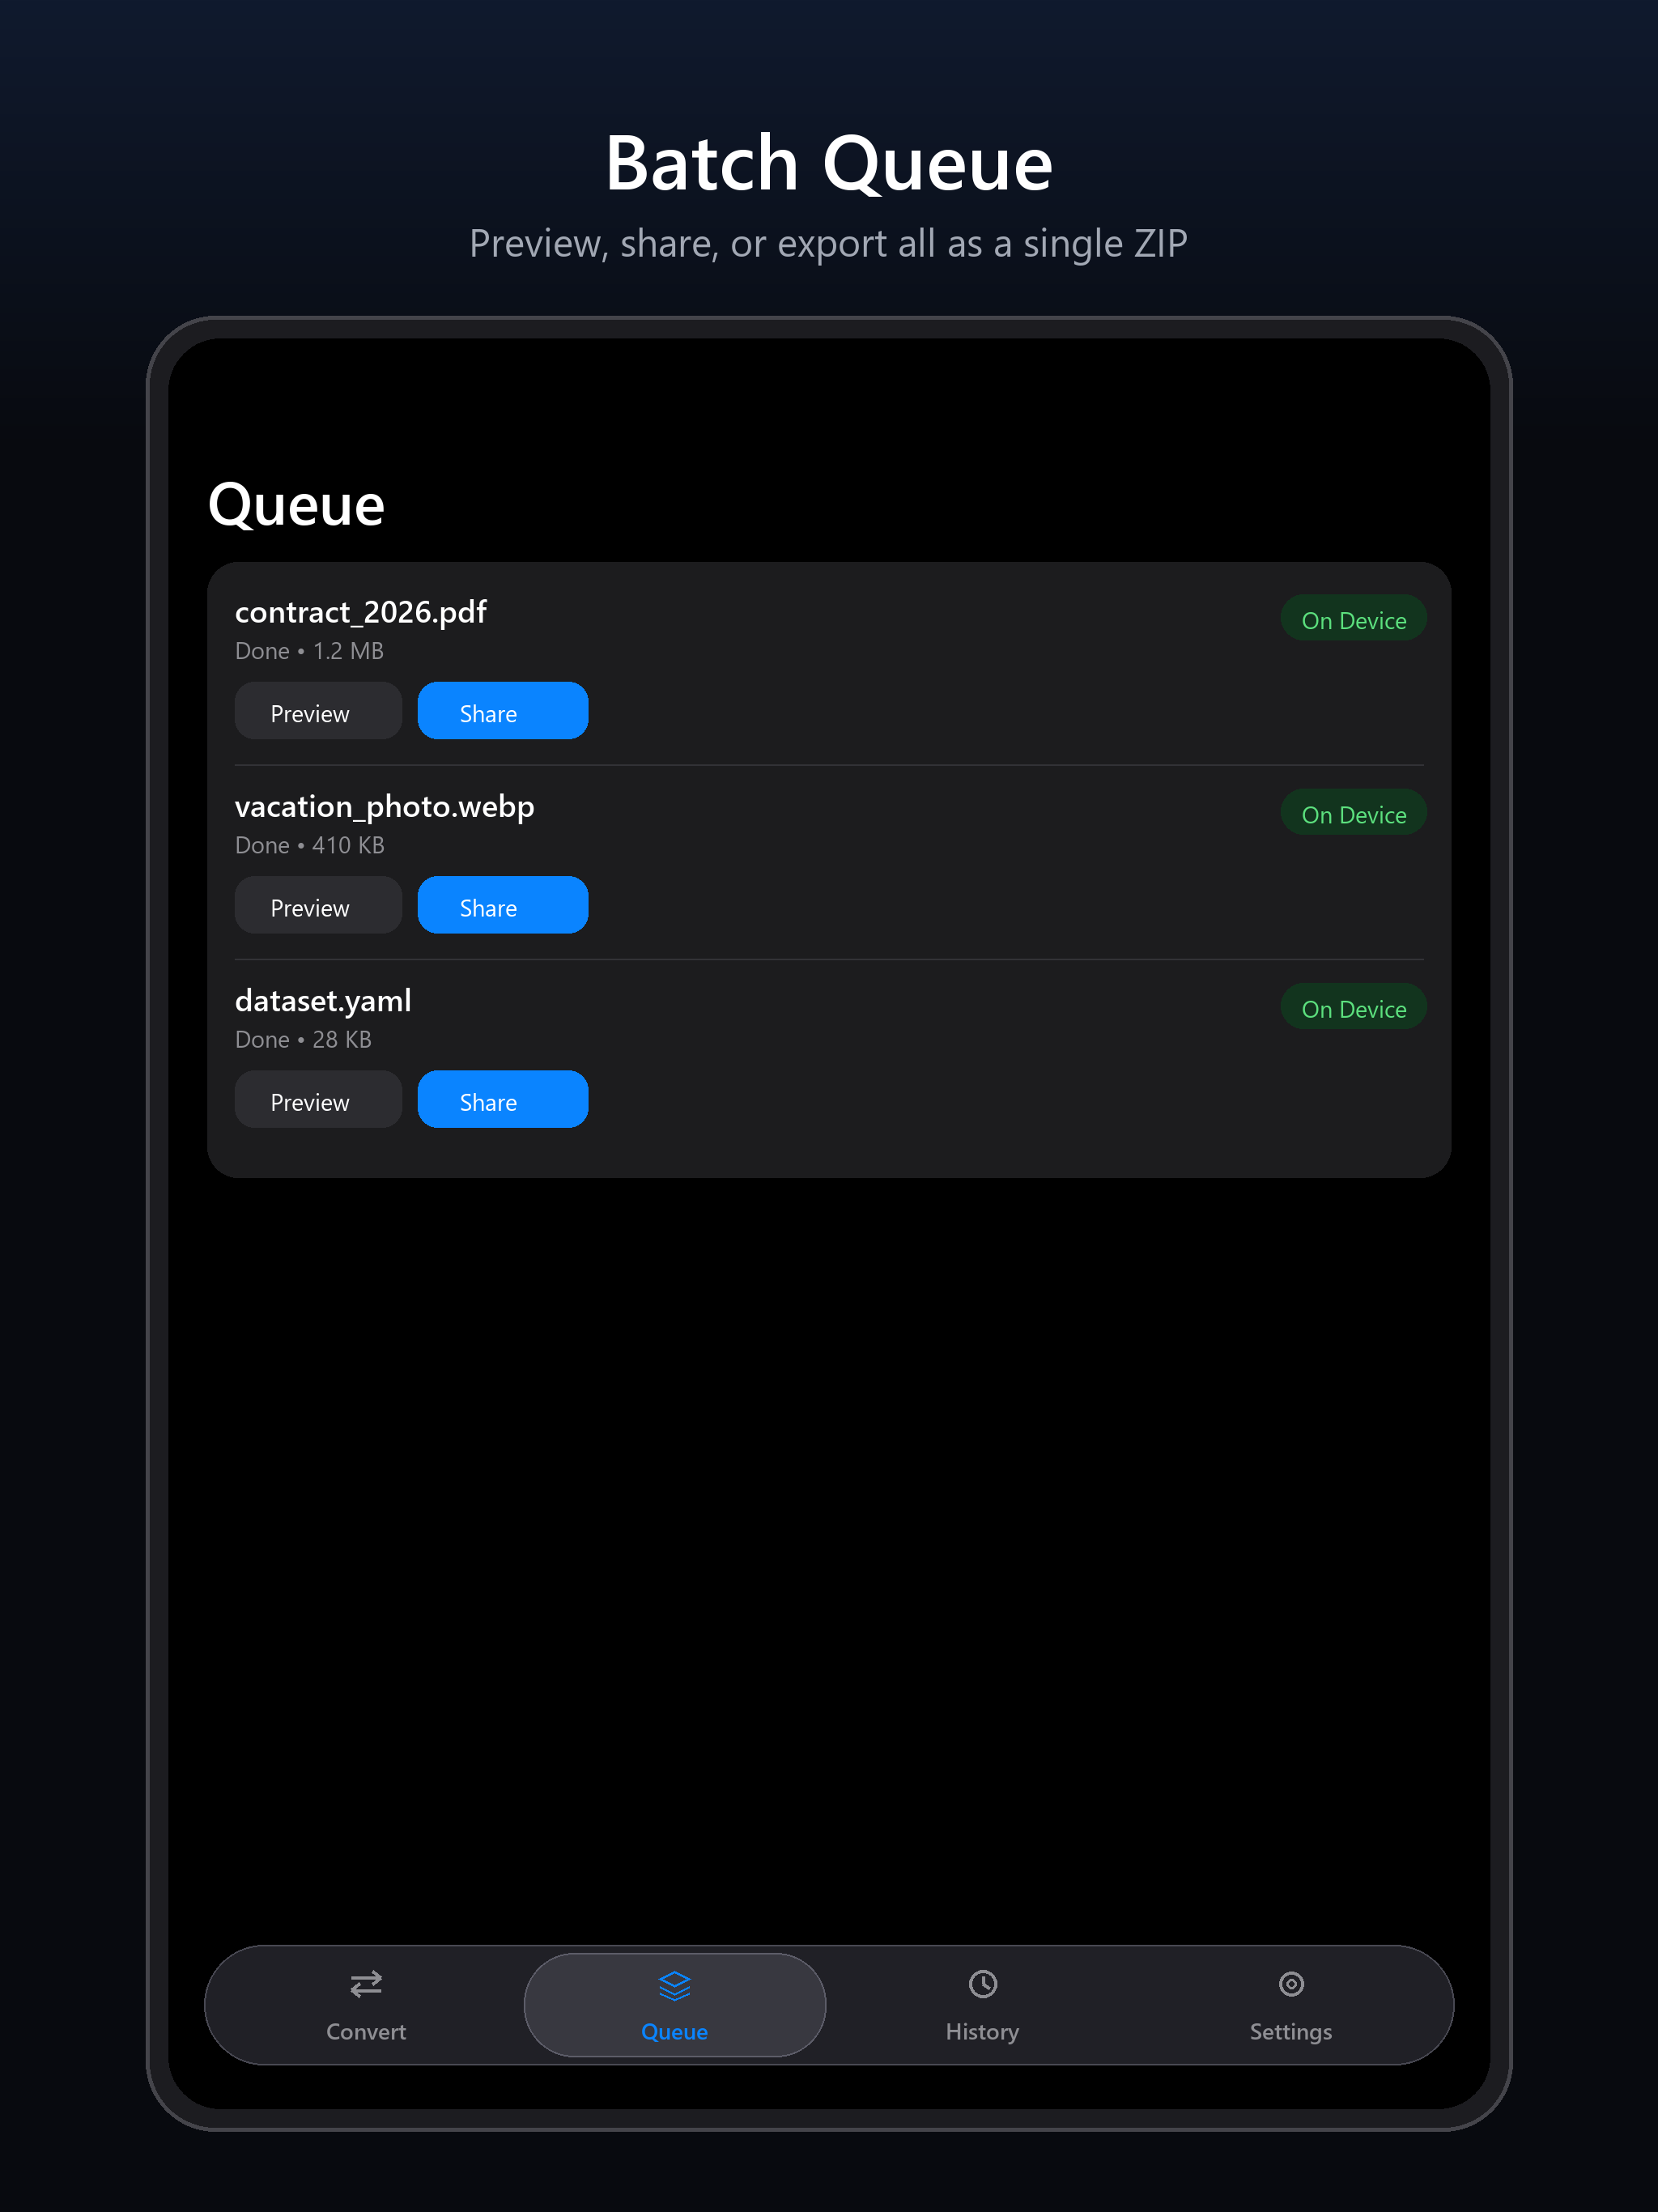 Batch Queue
Preview, share, or export all as a single ZIP
Queue
contract_2026.pdf
On Device
Done • 1.2 MB
Preview
Share
vacation_photo.webp
On Device
Done • 410 KB
Preview
Share
dataset.yaml
On Device
Done • 28 KB
Preview
Share
Convert
Queue
History
Settings